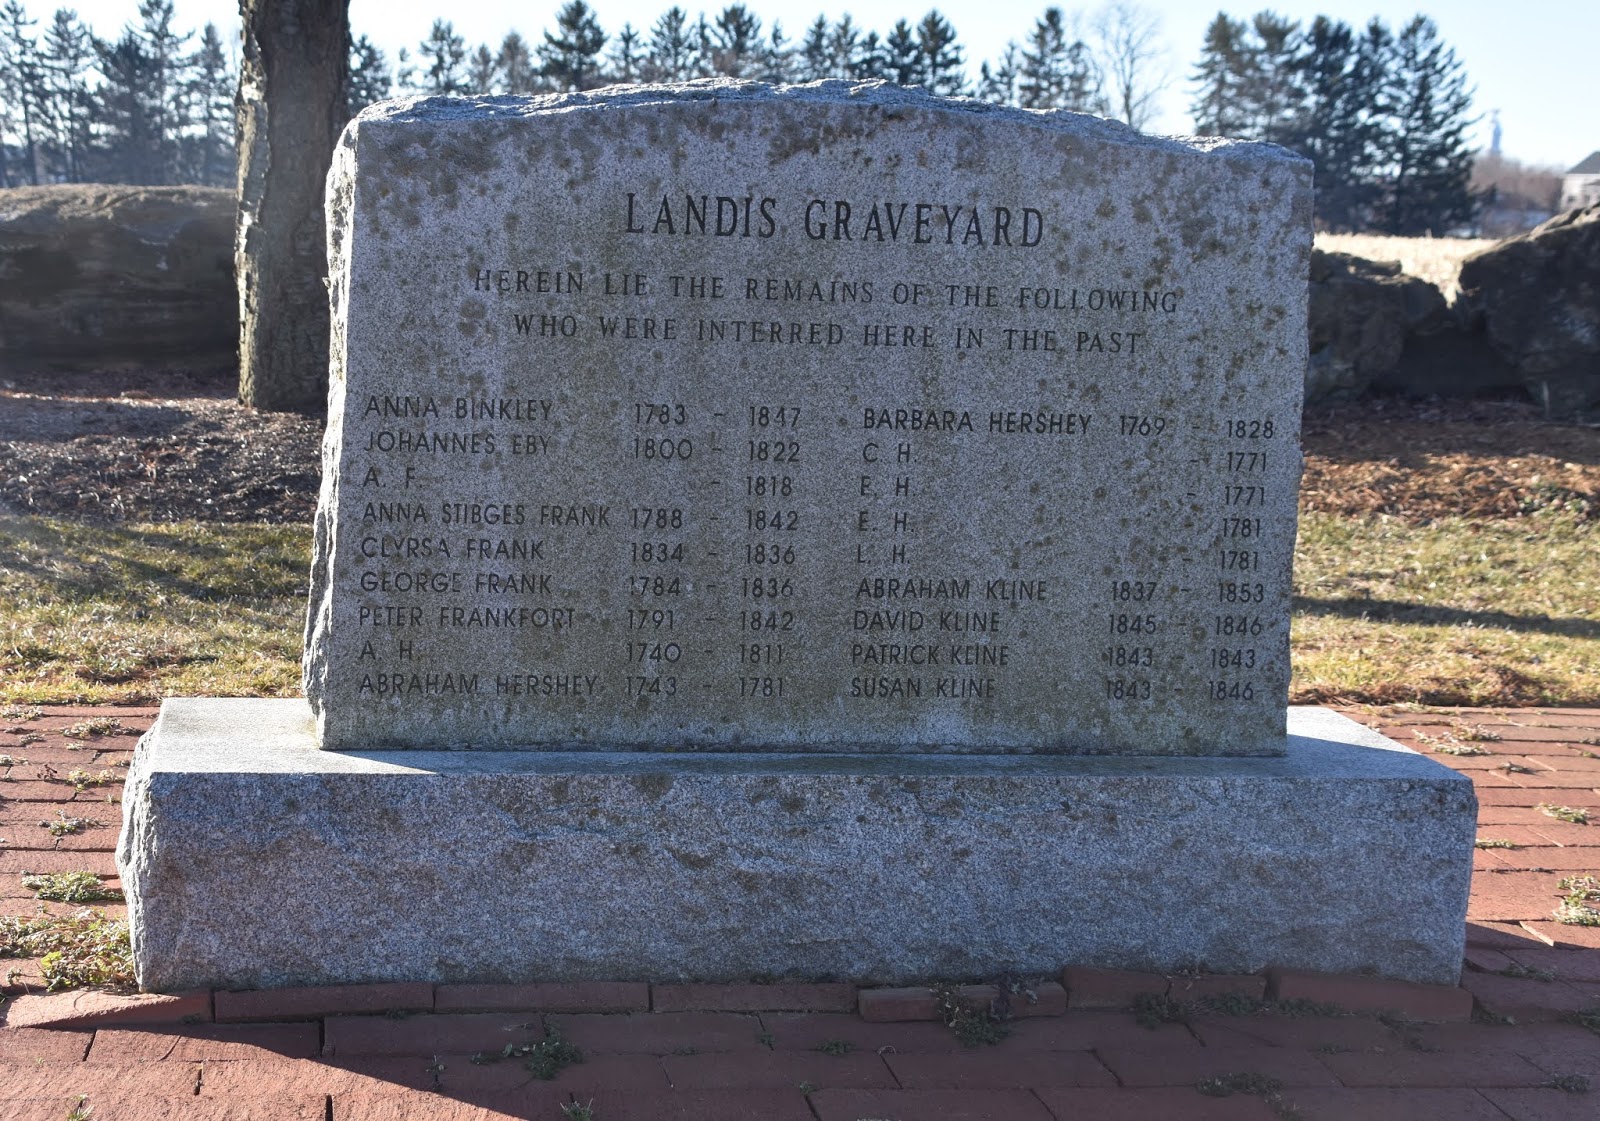 LANDIS GRAVEYARD
HEREIN LIE THE REMAINS OF THE FOLLOWING
WHO WERE INTERRED HERE IN THE PAST
ANNA BINKLEY 1783 - 1847
JOHANNES EBY 1800 - 1822
A. F. - 1818
ANNA STIBGES FRANK 1788 - 1842
CLYRSA FRANK 1834 - 1836
GEORGE FRANK 1784 - 1836
PETER FRANKFORT 1791 - 1842
A. H. 1740 - 1811
ABRAHAM HERSHEY 1743 - 1781
BARBARA HERSHEY 1769 - 1828
C H. - 1771
E. H. - 1771
E. H. - 1781
L. H. - 1781
ABRAHAM KLINE 1837 - 1853
DAVID KLINE 1845 - 1846
PATRICK KLINE 1843 - 1843
SUSAN KLINE 1843 - 1846